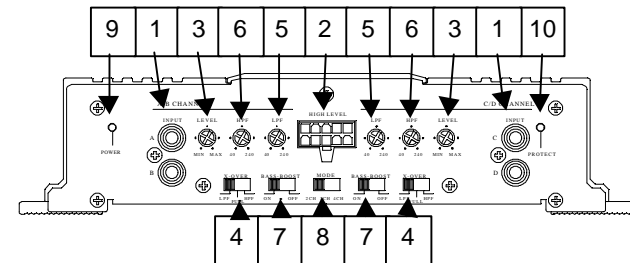 9 1 3 6 5 2 5 6 3 1 10
A/B CHANNEL C/D CHANNEL
INPUT LEVEL HPF LPF HIGH LEVEL LPF HPF LEVEL INPUT
A C
MIN MAX 40 240 40 240 40 240 40 240 MIN MAX
POWER PROTECT
B D
X-OVER BASS-BOOST MODE BASS-BOOST X-OVER
LPF FULL HPF ON OFF 2CH 3CH 4CH ON OFF LPF FULL HPF
4 7 8 7 4